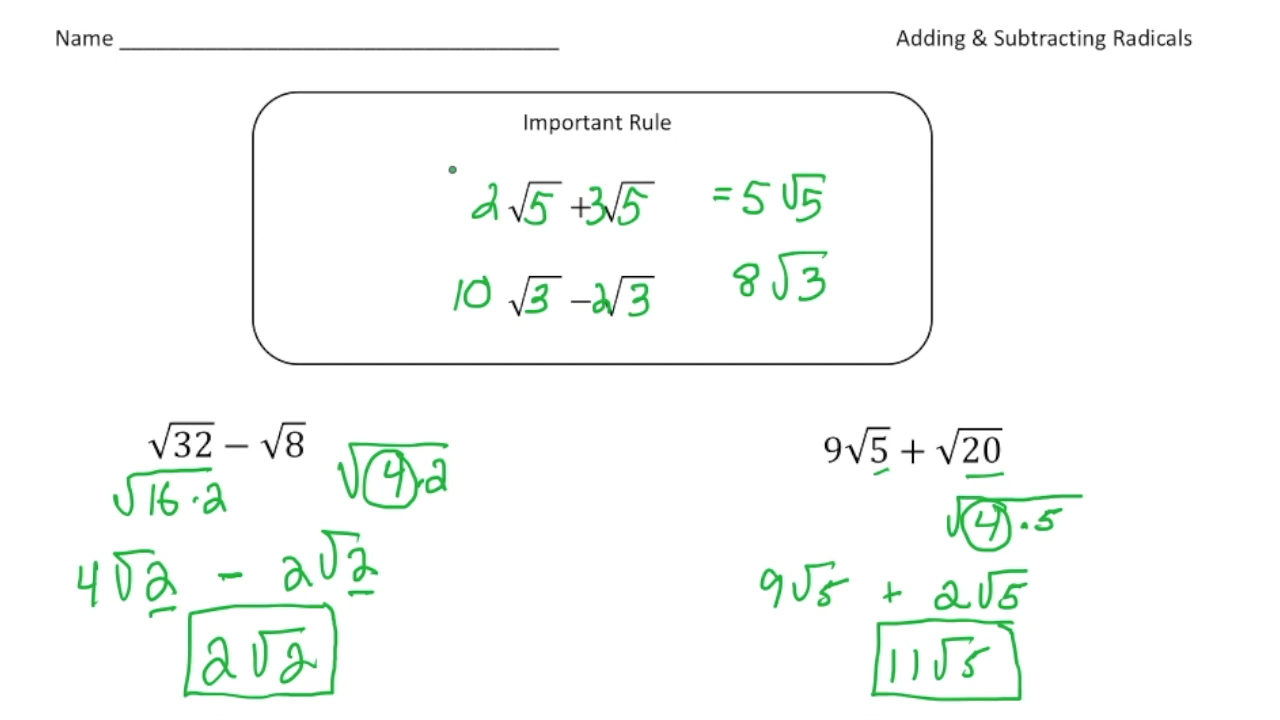 Name ____________________ Adding & Subtracting Radicals
Important Rule
2√5 +3√5 = 5√5
10√3 −2√3 8√3
√32 − √8
√16·2 √4·2
4√2 - 2√2
2√2
9√5 + √20
√4·5
9√5 + 2√5
11√5